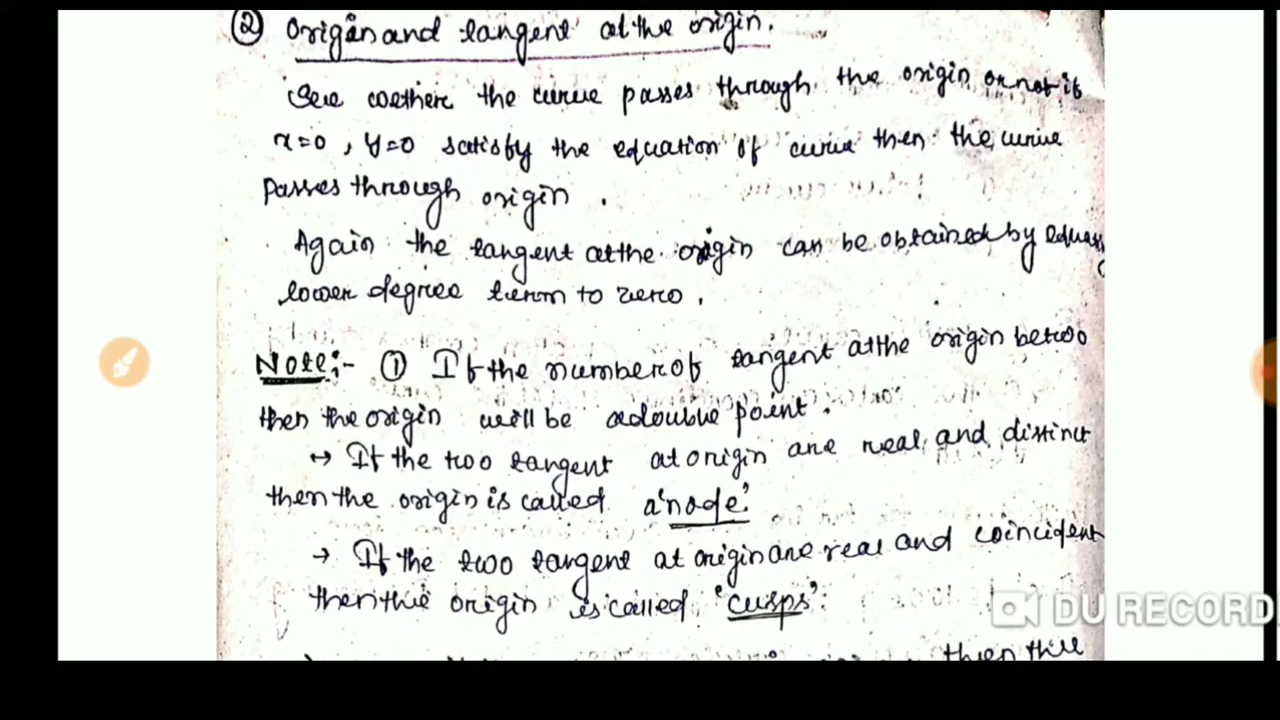 ② Origin and tangent at the origin.
See wether the curve passes through the origin or not if
x=0, y=0 satisfy the equation of curve then the curve
passes through origin.
Again the tangent at the origin can be obtained by
lower degree term to zero.
Note:- ① If the number of tangent at the origin be two
then the origin will be a double point.
→ If the two tangent at origin are real and distinct
then the origin is called a 'node'
→ If the two tangent at origin are real and coincident
then the origin is called 'cusps'.
then the
DU RECORD